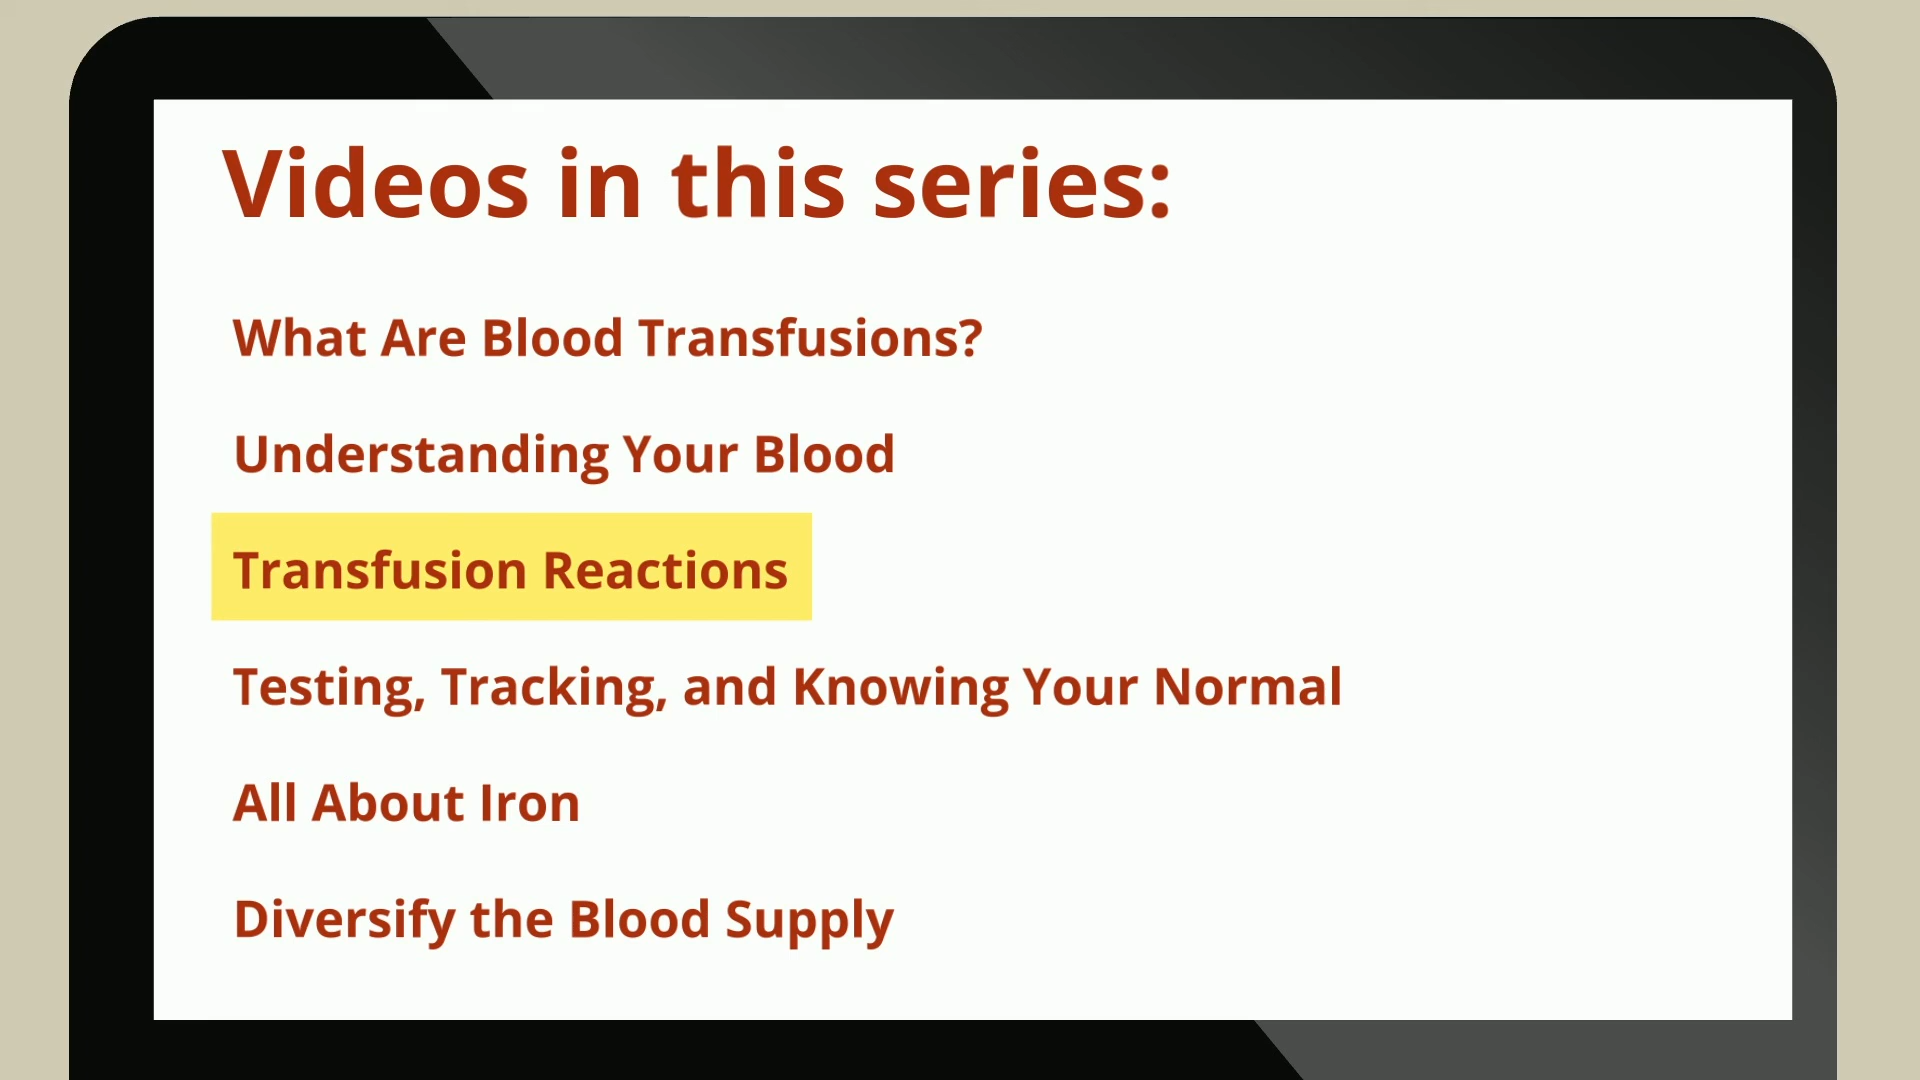 Videos in this series:
What Are Blood Transfusions?
Understanding Your Blood
Transfusion Reactions
Testing, Tracking, and Knowing Your Normal
All About Iron
Diversify the Blood Supply